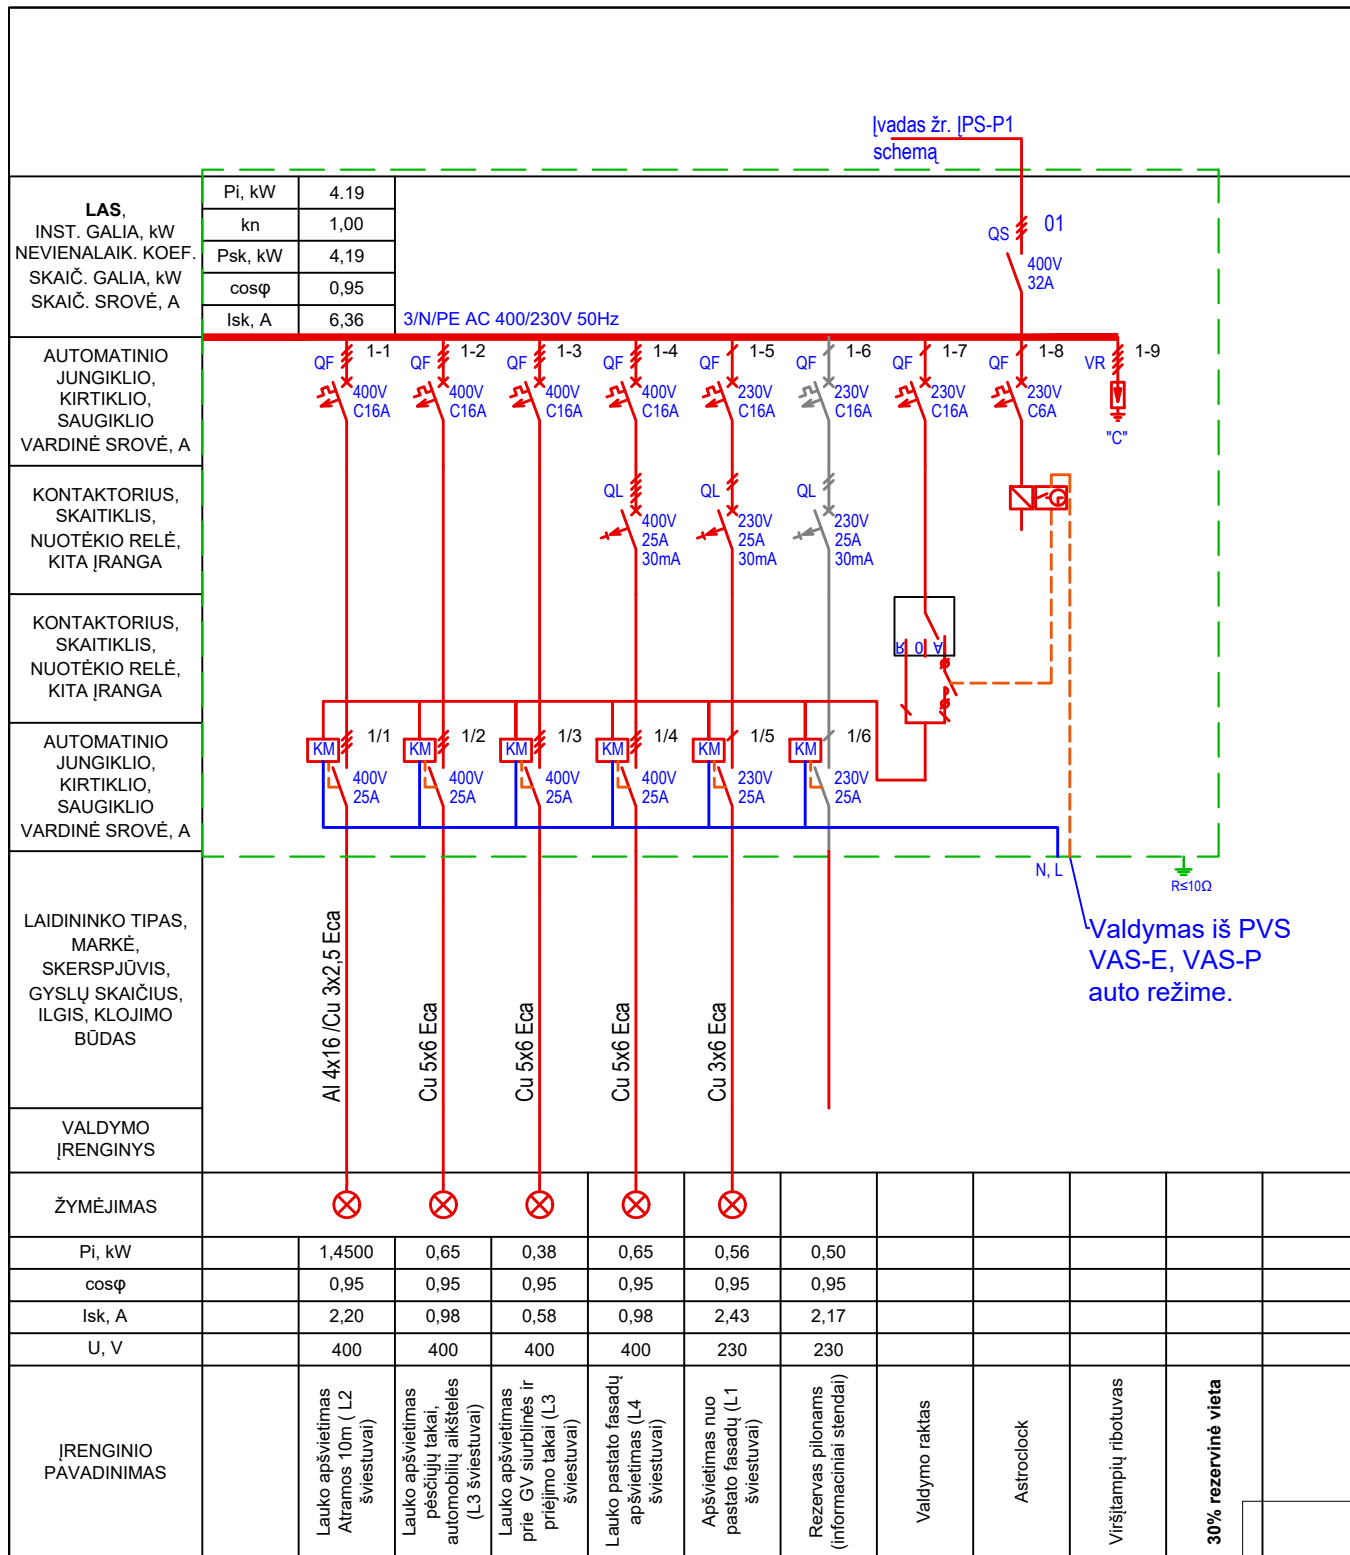 Įvadas žr. ĮPS-P1
schemą
LAS,
INST. GALIA, kW
NEVIENALAIK. KOEF.
SKAIČ. GALIA, kW
SKAIČ. SROVĖ, A
Pi, kW 4.19
kn 1,00
Psk, kW 4,19
cosφ 0,95
Isk, A 6,36
3/N/PE AC 400/230V 50Hz
QS 01
400V
32A
AUTOMATINIO
JUNGIKLIO,
KIRTIKLIO,
SAUGIKLIO
VARDINĖ SROVĖ, A
1-1 1-2 1-3 1-4 1-5 1-6 1-7 1-8 1-9
QF QF QF QF QF QF QF QF VR
400V 400V 400V 400V 230V 230V 230V 230V
C16A C16A C16A C16A C16A C16A C16A C6A
"C"
KONTAKTORIUS,
SKAITIKLIS,
NUOTĖKIO RELĖ,
KITA ĮRANGA
QL QL QL
400V 230V 230V
25A 25A 25A
30mA 30mA 30mA
KONTAKTORIUS,
SKAITIKLIS,
NUOTĖKIO RELĖ,
KITA ĮRANGA
R 0 A
AUTOMATINIO
JUNGIKLIO,
KIRTIKLIO,
SAUGIKLIO
VARDINĖ SROVĖ, A
1/1 1/2 1/3 1/4 1/5 1/6
KM KM KM KM KM KM
400V 400V 400V 400V 230V 230V
25A 25A 25A 25A 25A 25A
N, L
R≤10Ω
Valdymas iš PVS
VAS-E, VAS-P
auto režime.
LAIDININKO TIPAS,
MARKĖ,
SKERSPJŪVIS,
GYSLŲ SKAIČIUS,
ILGIS, KLOJIMO
BŪDAS
Al 4x16 /Cu 3x2,5 Eca
Cu 5x6 Eca
Cu 5x6 Eca
Cu 5x6 Eca
Cu 3x6 Eca
VALDYMO
ĮRENGINYS
ŽYMĖJIMAS
Pi, kW 1,4500 0,65 0,38 0,65 0,56 0,50
cosφ 0,95 0,95 0,95 0,95 0,95 0,95
Isk, A 2,20 0,98 0,58 0,98 2,43 2,17
U, V 400 400 400 400 230 230
ĮRENGINIO
PAVADINIMAS
Lauko apšvietimas
Atramos 10m ( L2
šviestuvai)
Lauko apšvietimas
pėsčiųjų takai,
automobilių aikštelės
(L3 šviestuvai)
Lauko apšvietimas
prie GV siurblinės ir
priėjimo takai (L3
šviestuvai)
Lauko pastato fasadų
apšvietimas (L4
šviestuvai)
Apšvietimas nuo
pastato fasadų (L1
šviestuvai)
Rezervas pilonams
(informaciniai stendai)
Valdymo raktas
Astroclock
Viršįtampių ribotuvas
30% rezervinė vieta